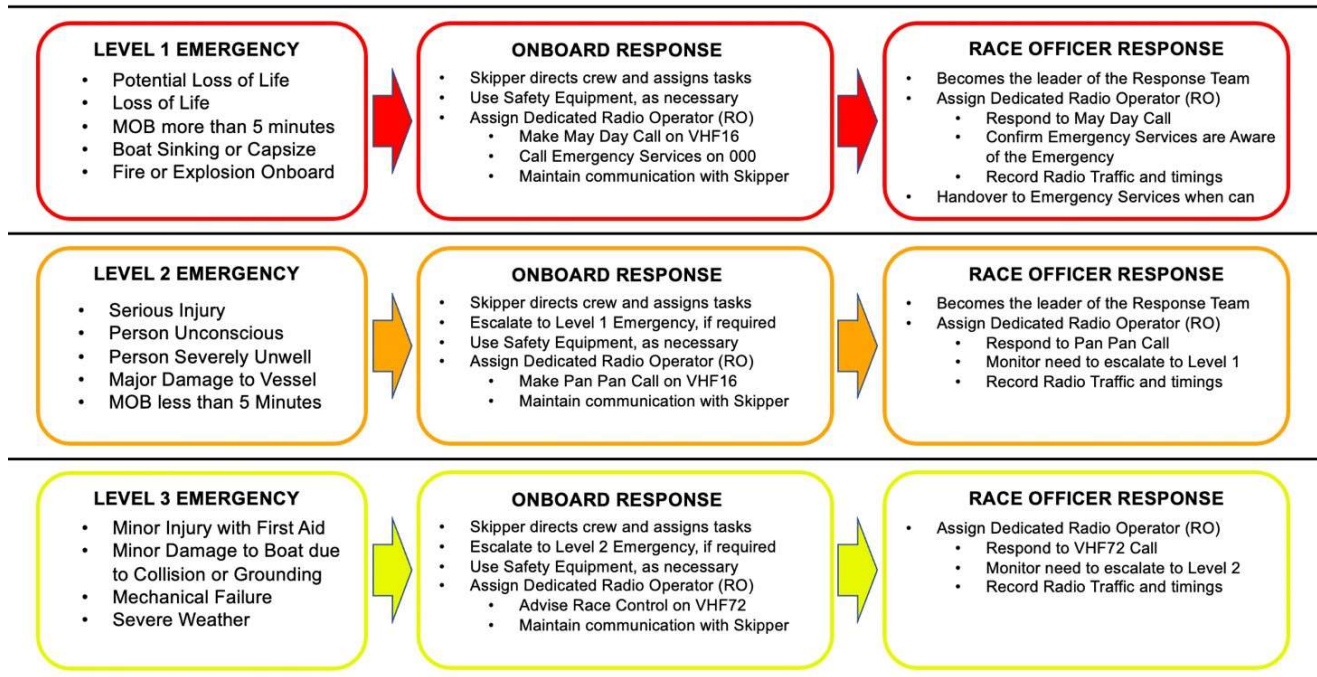 LEVEL 1 EMERGENCY
• Potential Loss of Life
• Loss of Life
• MOB more than 5 minutes
• Boat Sinking or Capsize
• Fire or Explosion Onboard
ONBOARD RESPONSE
• Skipper directs crew and assigns tasks
• Use Safety Equipment, as necessary
• Assign Dedicated Radio Operator (RO)
• Make May Day Call on VHF16
• Call Emergency Services on 000
• Maintain communication with Skipper
RACE OFFICER RESPONSE
• Becomes the leader of the Response Team
• Assign Dedicated Radio Operator (RO)
• Respond to May Day Call
• Confirm Emergency Services are Aware
of the Emergency
• Record Radio Traffic and timings
• Handover to Emergency Services when can
LEVEL 2 EMERGENCY
• Serious Injury
• Person Unconscious
• Person Severely Unwell
• Major Damage to Vessel
• MOB less than 5 Minutes
ONBOARD RESPONSE
• Skipper directs crew and assigns tasks
• Escalate to Level 1 Emergency, if required
• Use Safety Equipment, as necessary
• Assign Dedicated Radio Operator (RO)
• Make Pan Pan Call on VHF16
• Maintain communication with Skipper
RACE OFFICER RESPONSE
• Becomes the leader of the Response Team
• Assign Dedicated Radio Operator (RO)
• Respond to Pan Pan Call
• Monitor need to escalate to Level 1
• Record Radio Traffic and timings
LEVEL 3 EMERGENCY
• Minor Injury with First Aid
• Minor Damage to Boat due
to Collision or Grounding
• Mechanical Failure
• Severe Weather
ONBOARD RESPONSE
• Skipper directs crew and assigns tasks
• Escalate to Level 2 Emergency, if required
• Use Safety Equipment, as necessary
• Assign Dedicated Radio Operator (RO)
• Advise Race Control on VHF72
• Maintain communication with Skipper
RACE OFFICER RESPONSE
• Assign Dedicated Radio Operator (RO)
• Respond to VHF72 Call
• Monitor need to escalate to Level 2
• Record Radio Traffic and timings